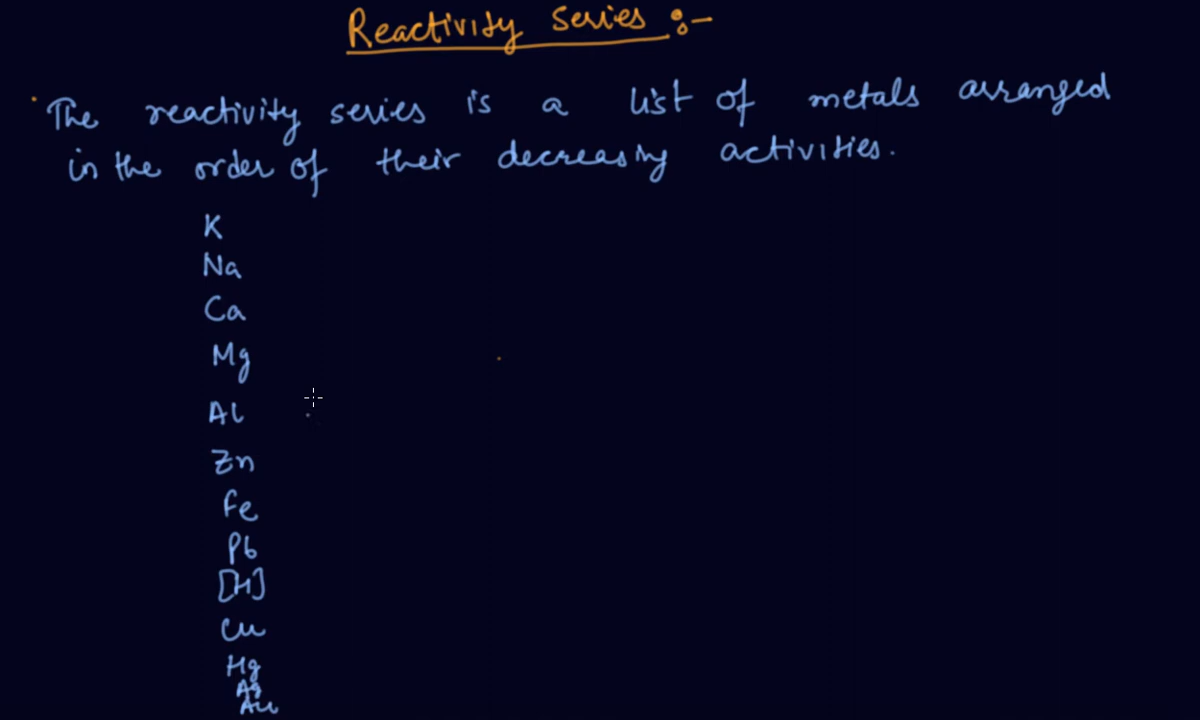 Reactivity Series :-
• The reactivity series is a list of metals arranged
in the order of their decreasing activities.
K
Na
Ca
Mg
Al
Zn
Fe
Pb
[H]
Cu
Hg
Ag
Au